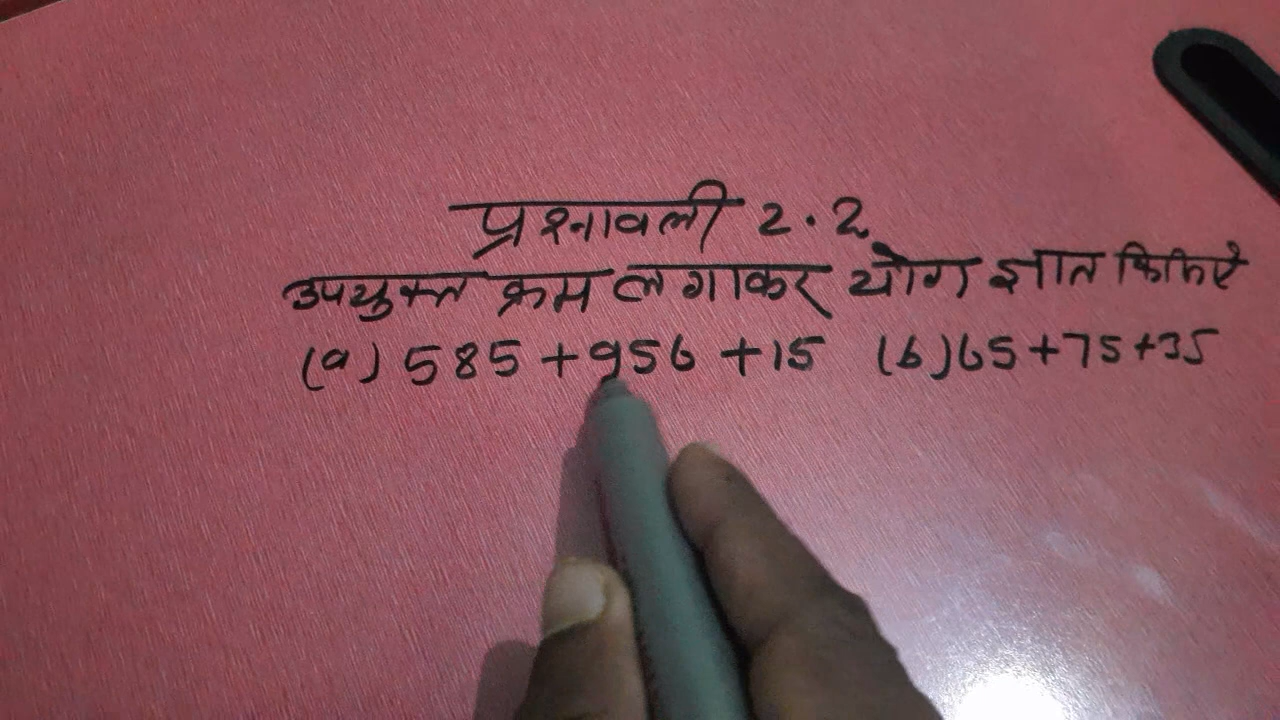 प्रश्नावली 2.2
उपयुक्त क्रम लगाकर योग ज्ञात किजिऐ
(a) 585 + 956 + 15 (b) 65 + 75 + 35